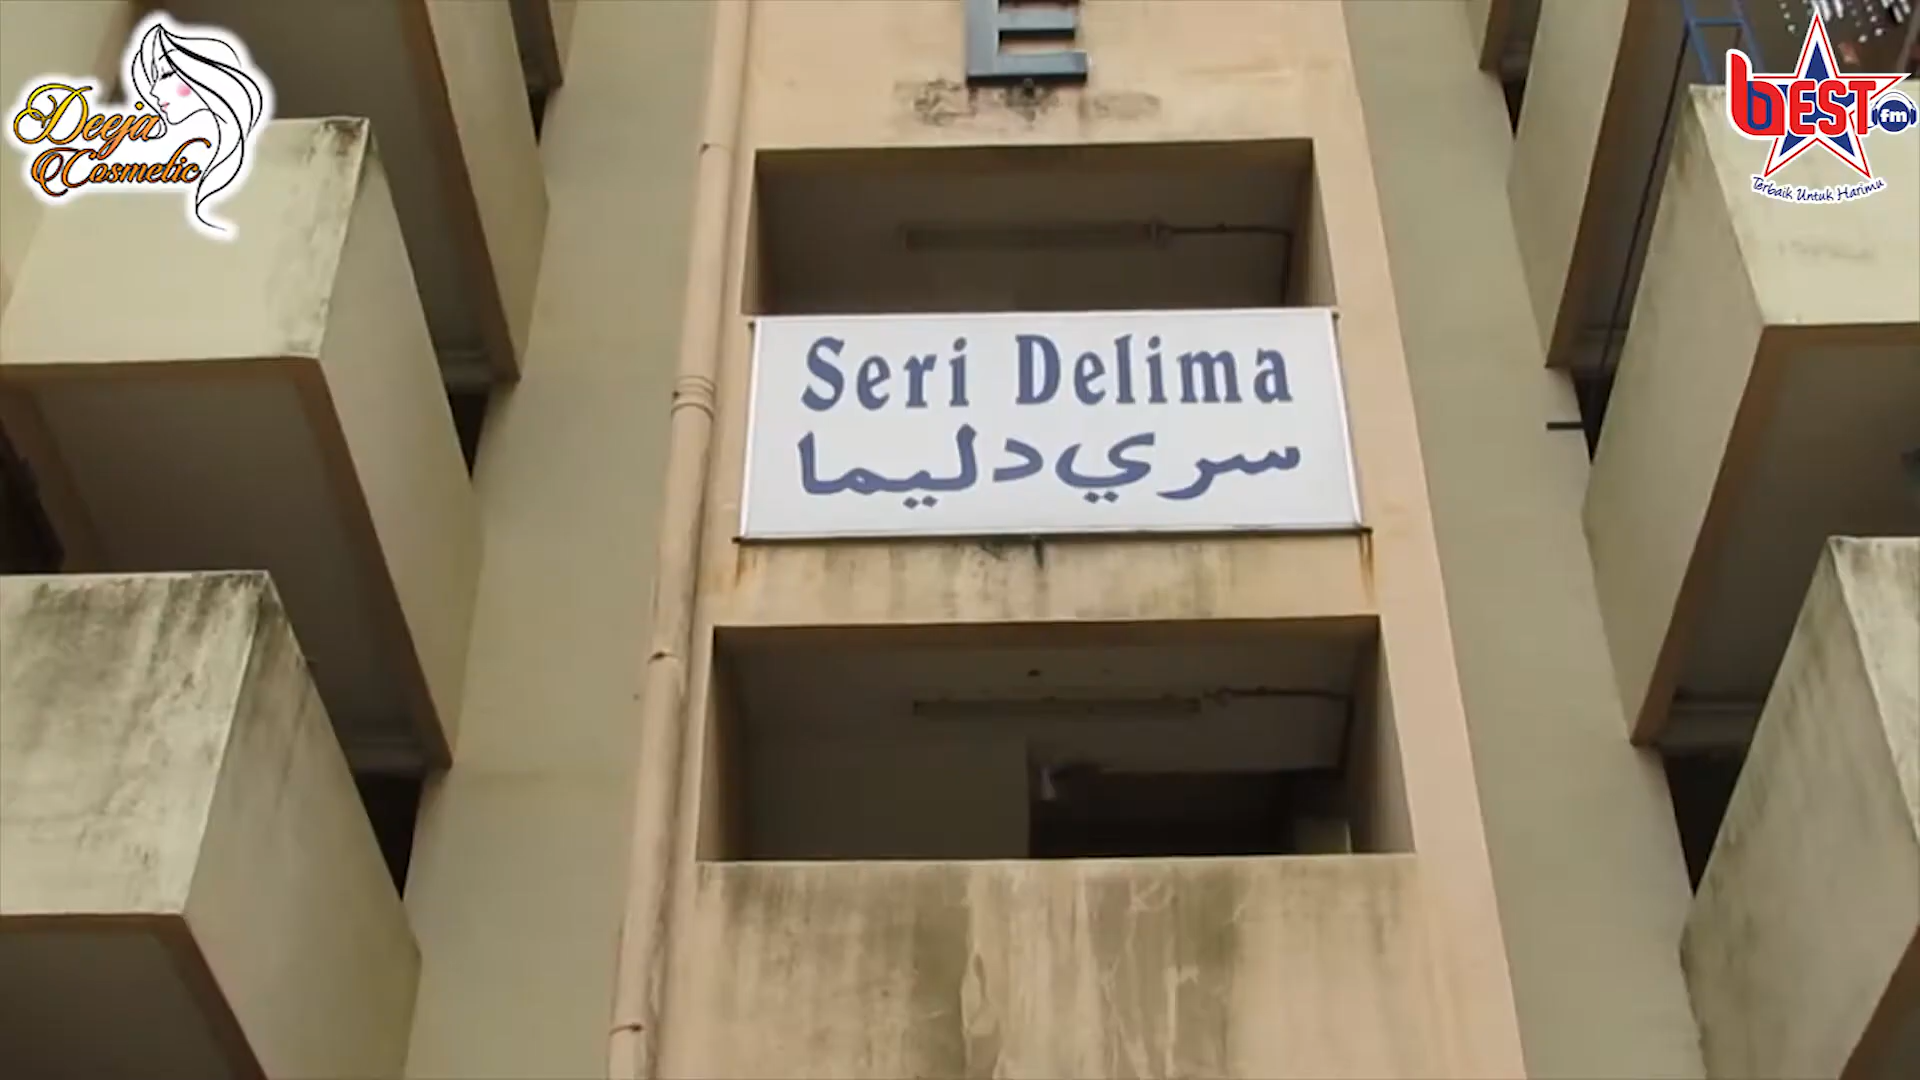 E
Deeja
Cosmetic
bEST fm
Terbaik Untuk Harimu
Seri Delima
سري دليما